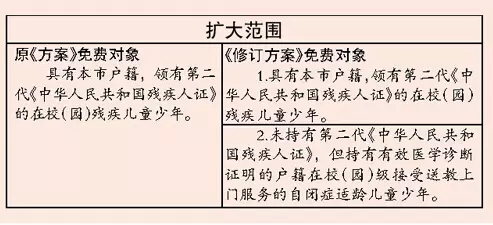 扩大范围
原《方案》免费对象
具有本市户籍，领有第二
代《中华人民共和国残疾人证》
的在校(园)残疾儿童少年。
《修订方案》免费对象
1.具有本市户籍,领有第二代《中
华人民共和国残疾人证》的在校(园)
残疾儿童少年。
2.未持有第二代《中华人民共和
国残疾人证》，但持有有效医学诊断
证明的户籍在校(园)级接受送教上
门服务的自闭症适龄儿童少年。